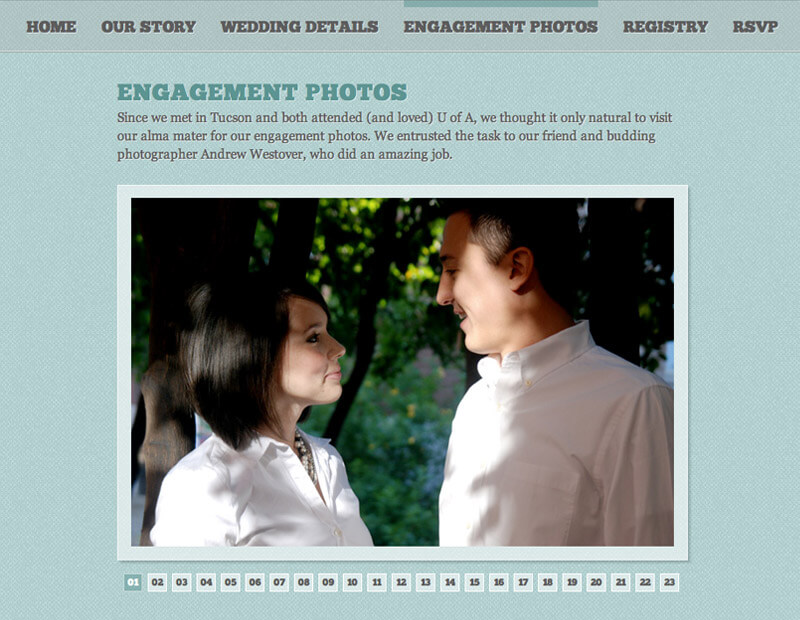 HOME OUR STORY WEDDING DETAILS ENGAGEMENT PHOTOS REGISTRY RSVP
ENGAGEMENT PHOTOS
Since we met in Tucson and both attended (and loved) U of A, we thought it only natural to visit
our alma mater for our engagement photos. We entrusted the task to our friend and budding
photographer Andrew Westover, who did an amazing job.
01 02 03 04 05 06 07 08 09 10 11 12 13 14 15 16 17 18 19 20 21 22 23